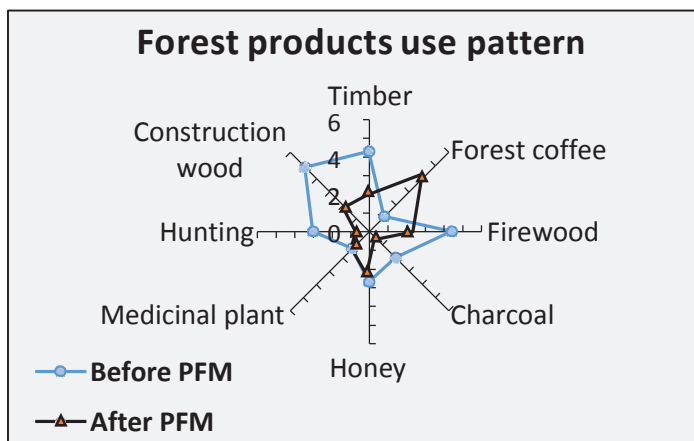 Forest products use pattern
Timber
6
4
2
0
Construction
wood
Forest coffee
Hunting
Firewood
Medicinal plant
Charcoal
Honey
Before PFM
After PFM